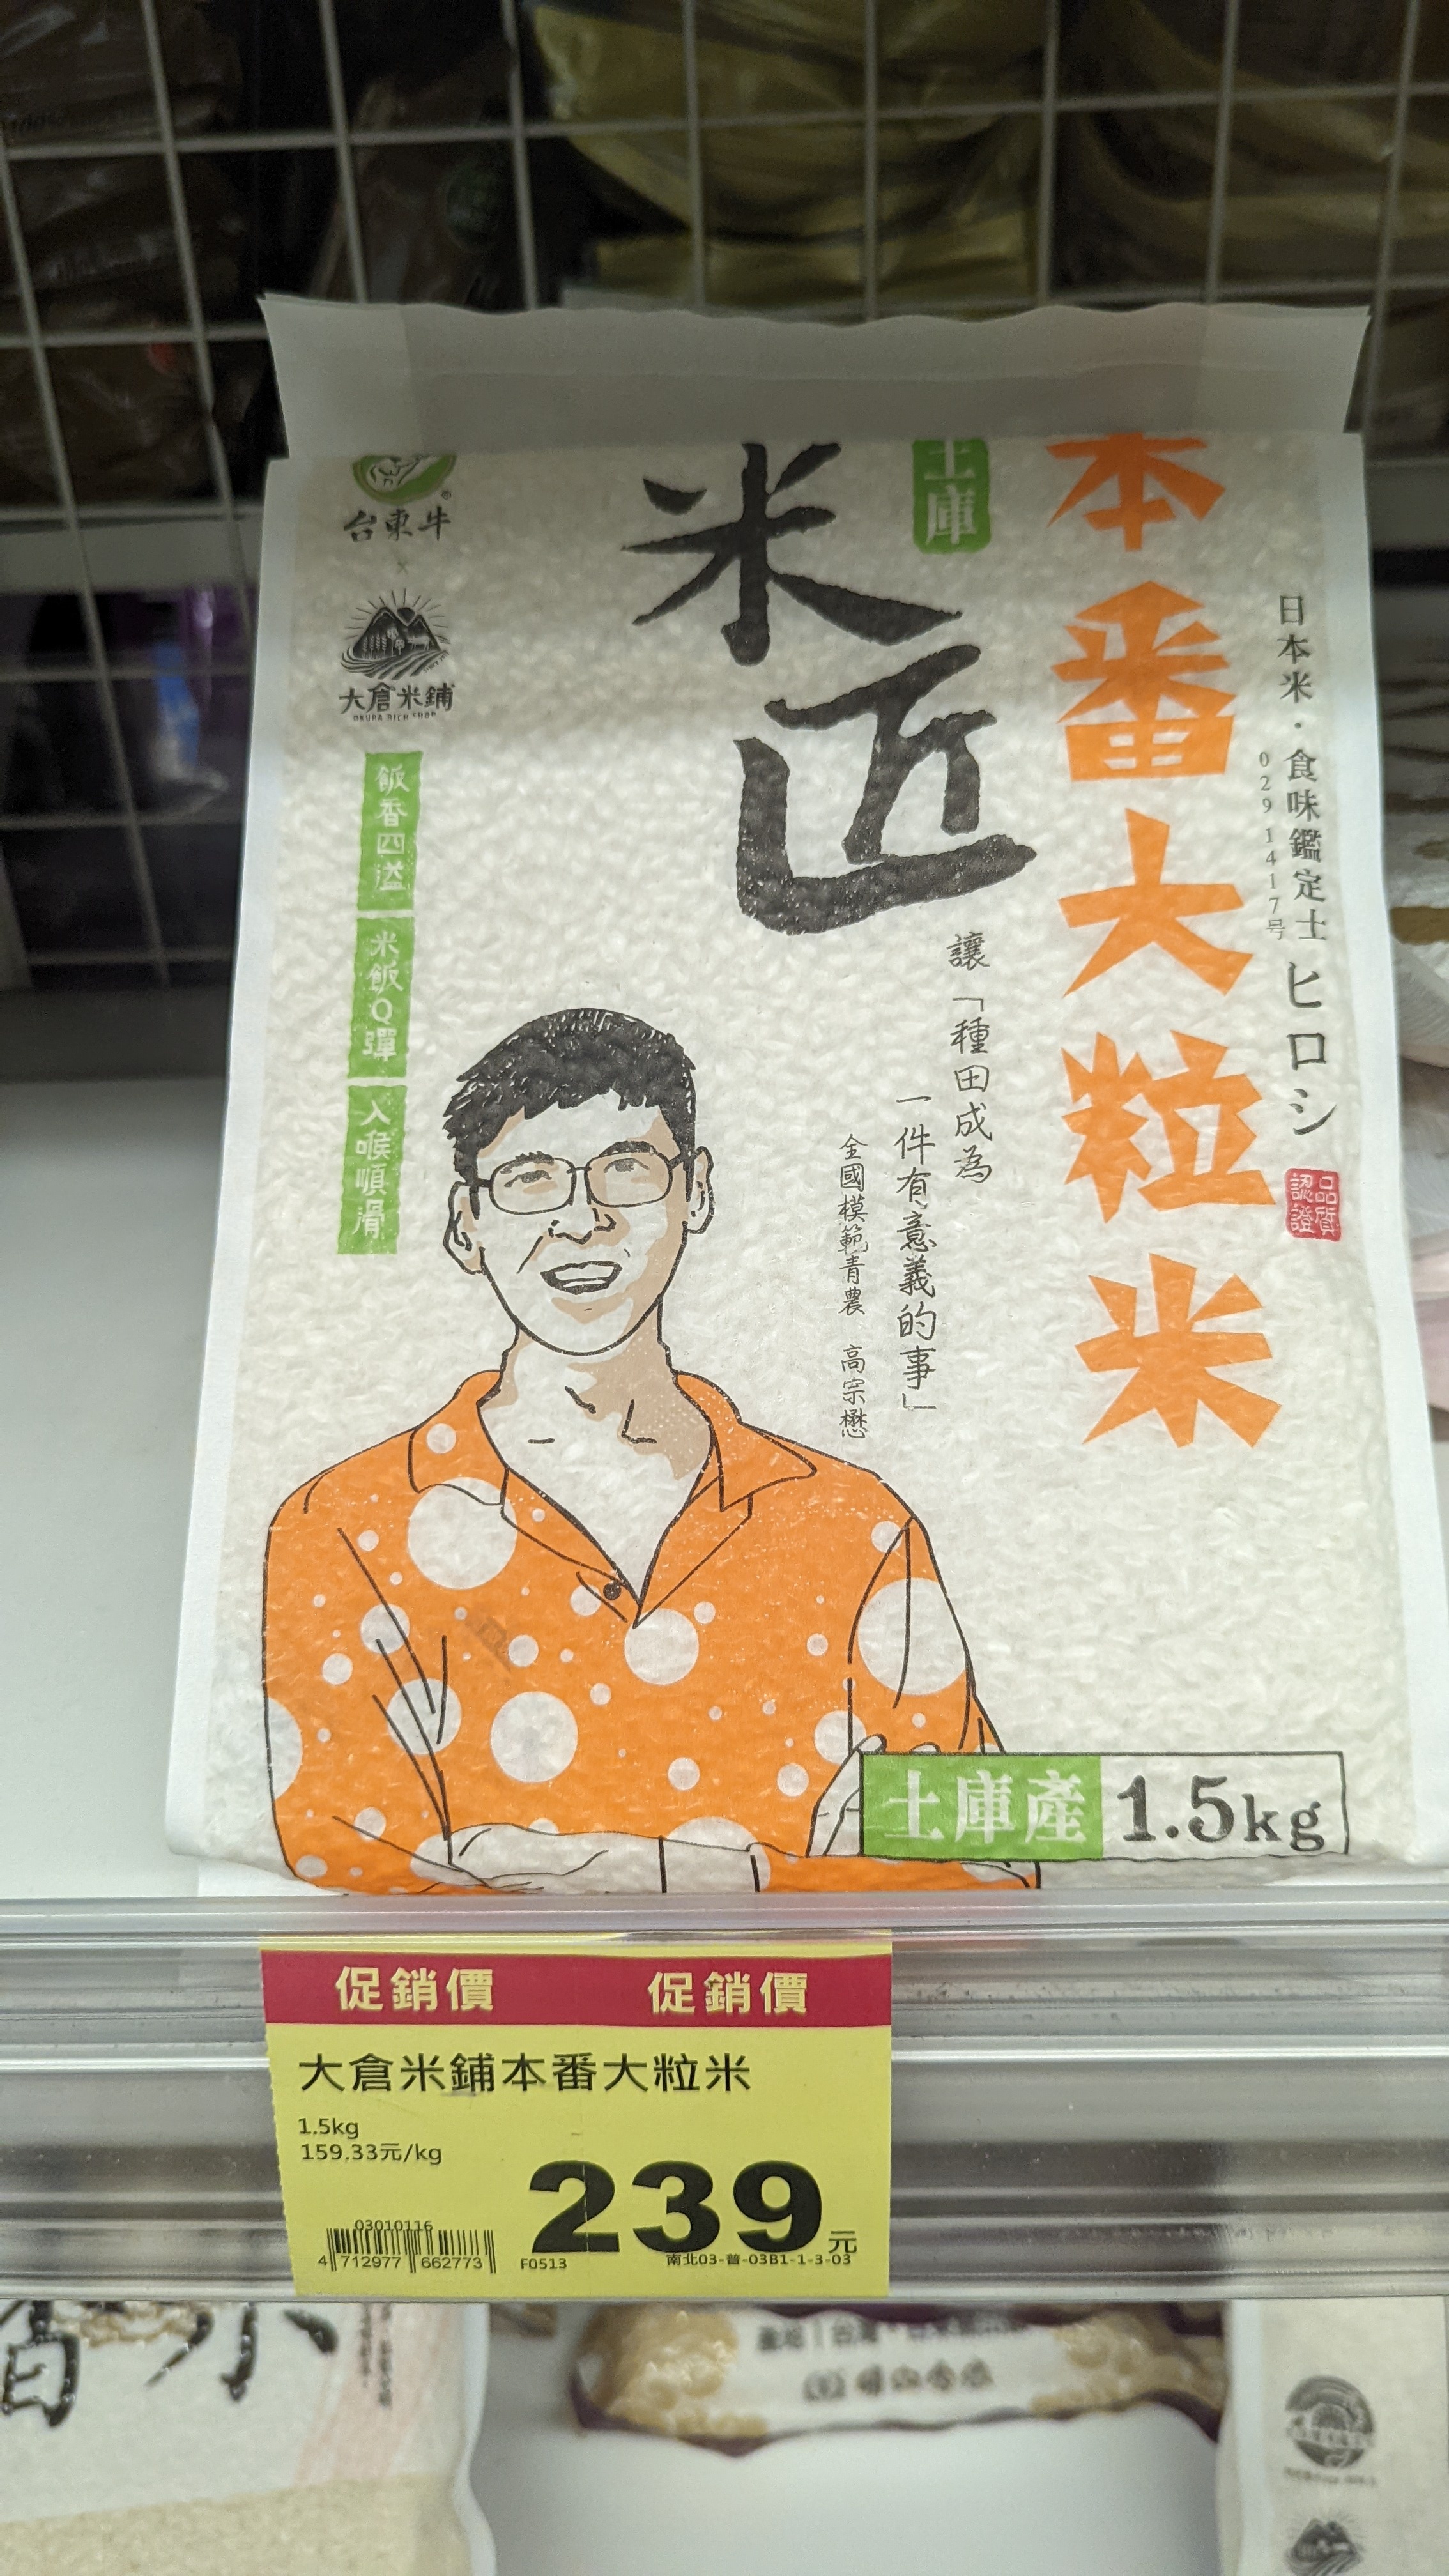 本番大粒米
日本米·食味鑑定士 ヒロシ
0291417号
品質
認證
土庫
米匠
讓「種田成為
一件有意義的事」
全國模範青農 高宗懋
台東牛
®
×
大倉米鋪
OKURA RICH SHOP
飯香四溢
米飯Q彈
入喉順滑
土庫產 1.5kg
促銷價 促銷價
大倉米鋪本番大粒米
1.5kg
159.33元/kg
239元
03010116
4 712977 662773
F0513
南北03-普-03B1-1-3-03